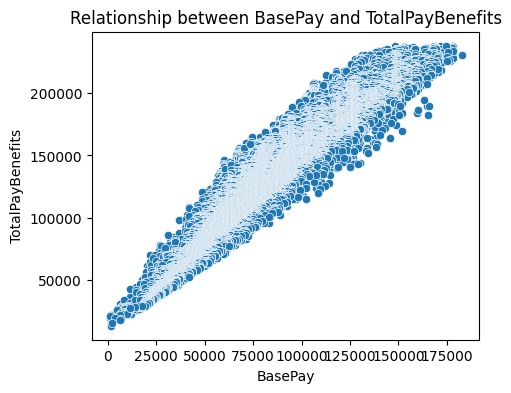 Relationship between BasePay and TotalPayBenefits
TotalPayBenefits
200000
150000
100000
50000
0 25000 50000 75000 100000 125000 150000 175000
BasePay